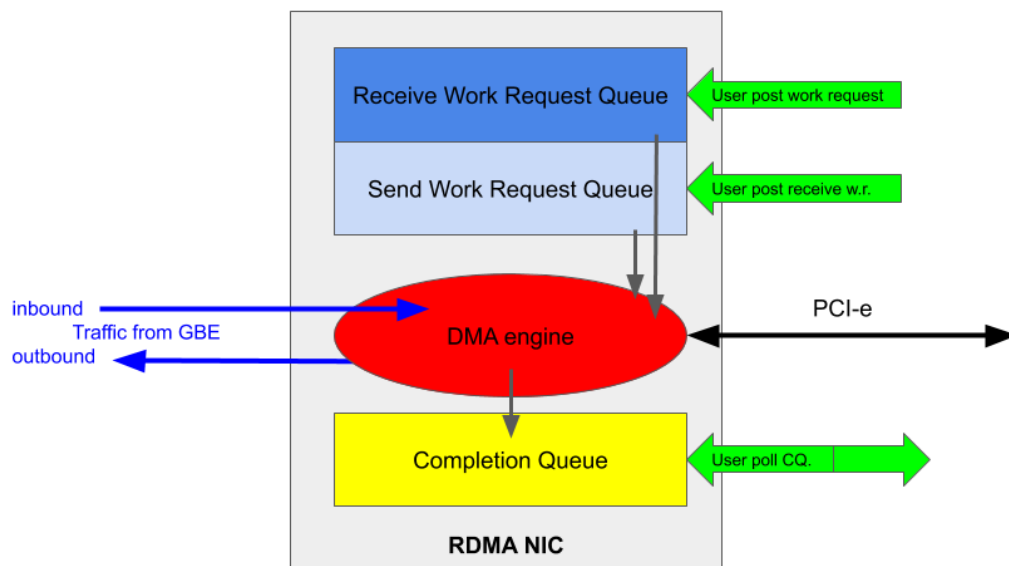 Receive Work Request Queue
User post work request
Send Work Request Queue
User post receive w.r.
inbound
Traffic from GBE
outbound
DMA engine
PCI-e
Completion Queue
User poll CQ.
RDMA NIC